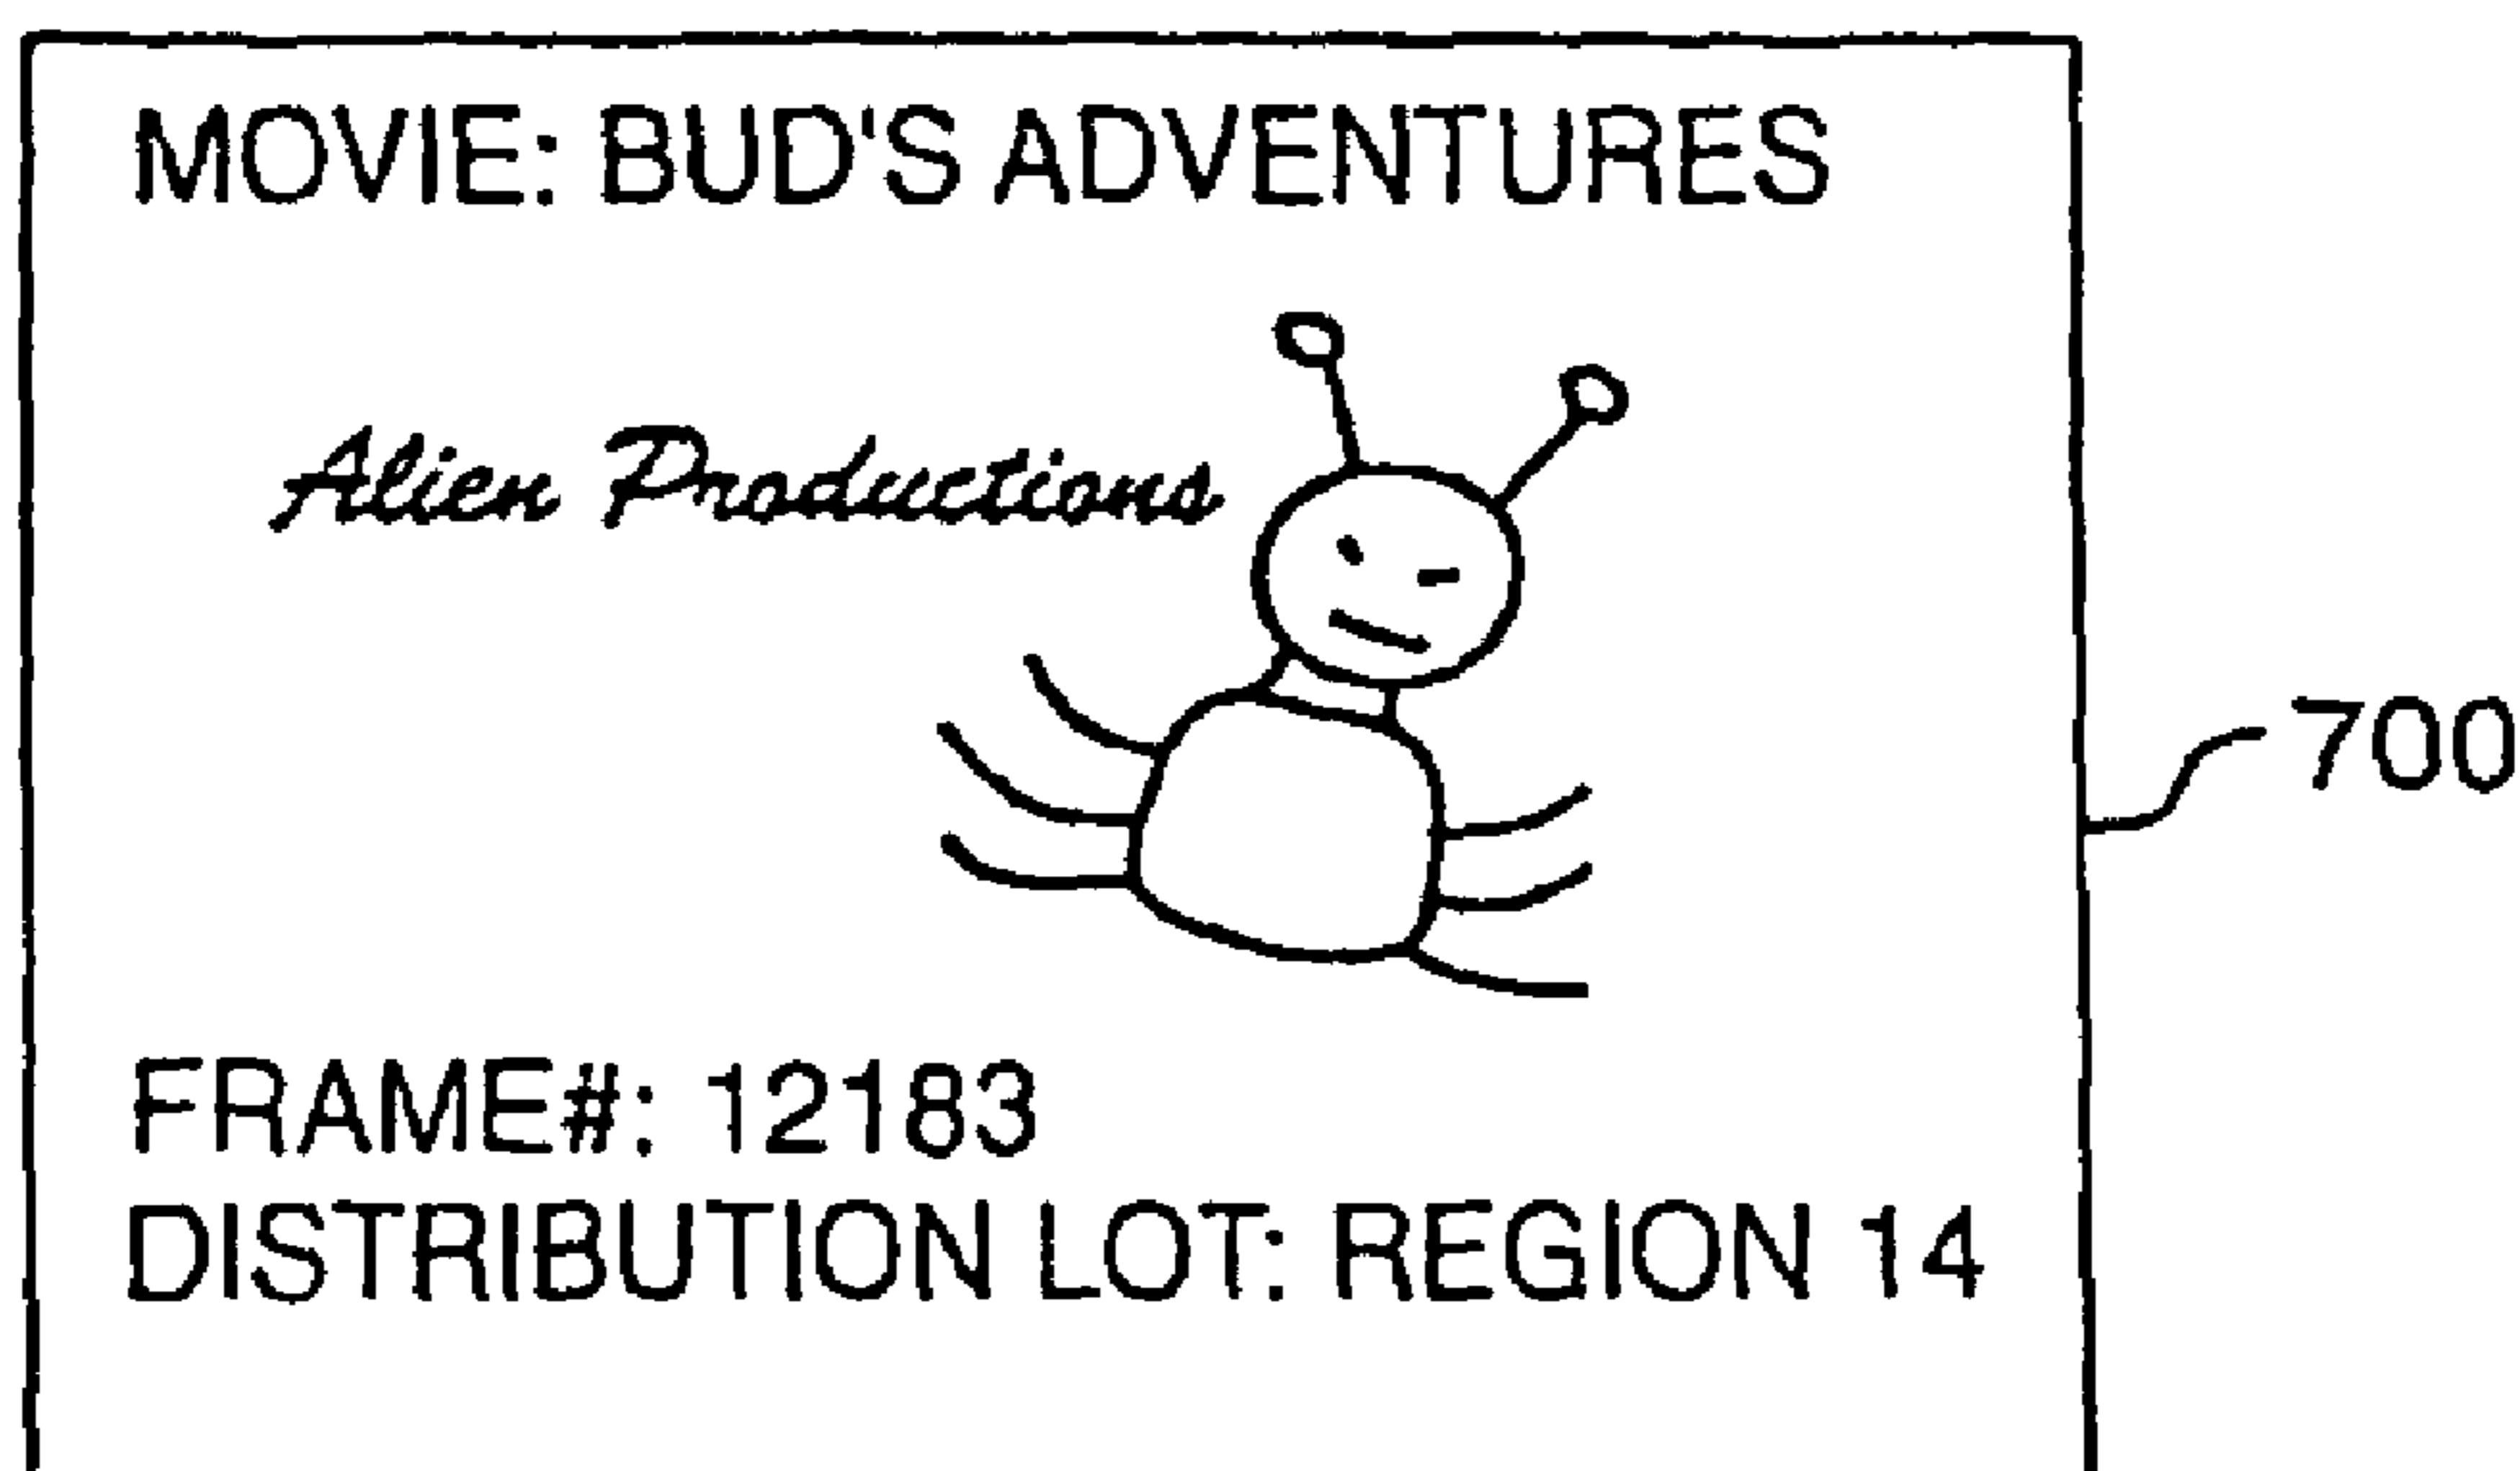 MOVIE: BUD'S ADVENTURES
Alien Productions
700
FRAME#: 12183
DISTRIBUTION LOT: REGION 14